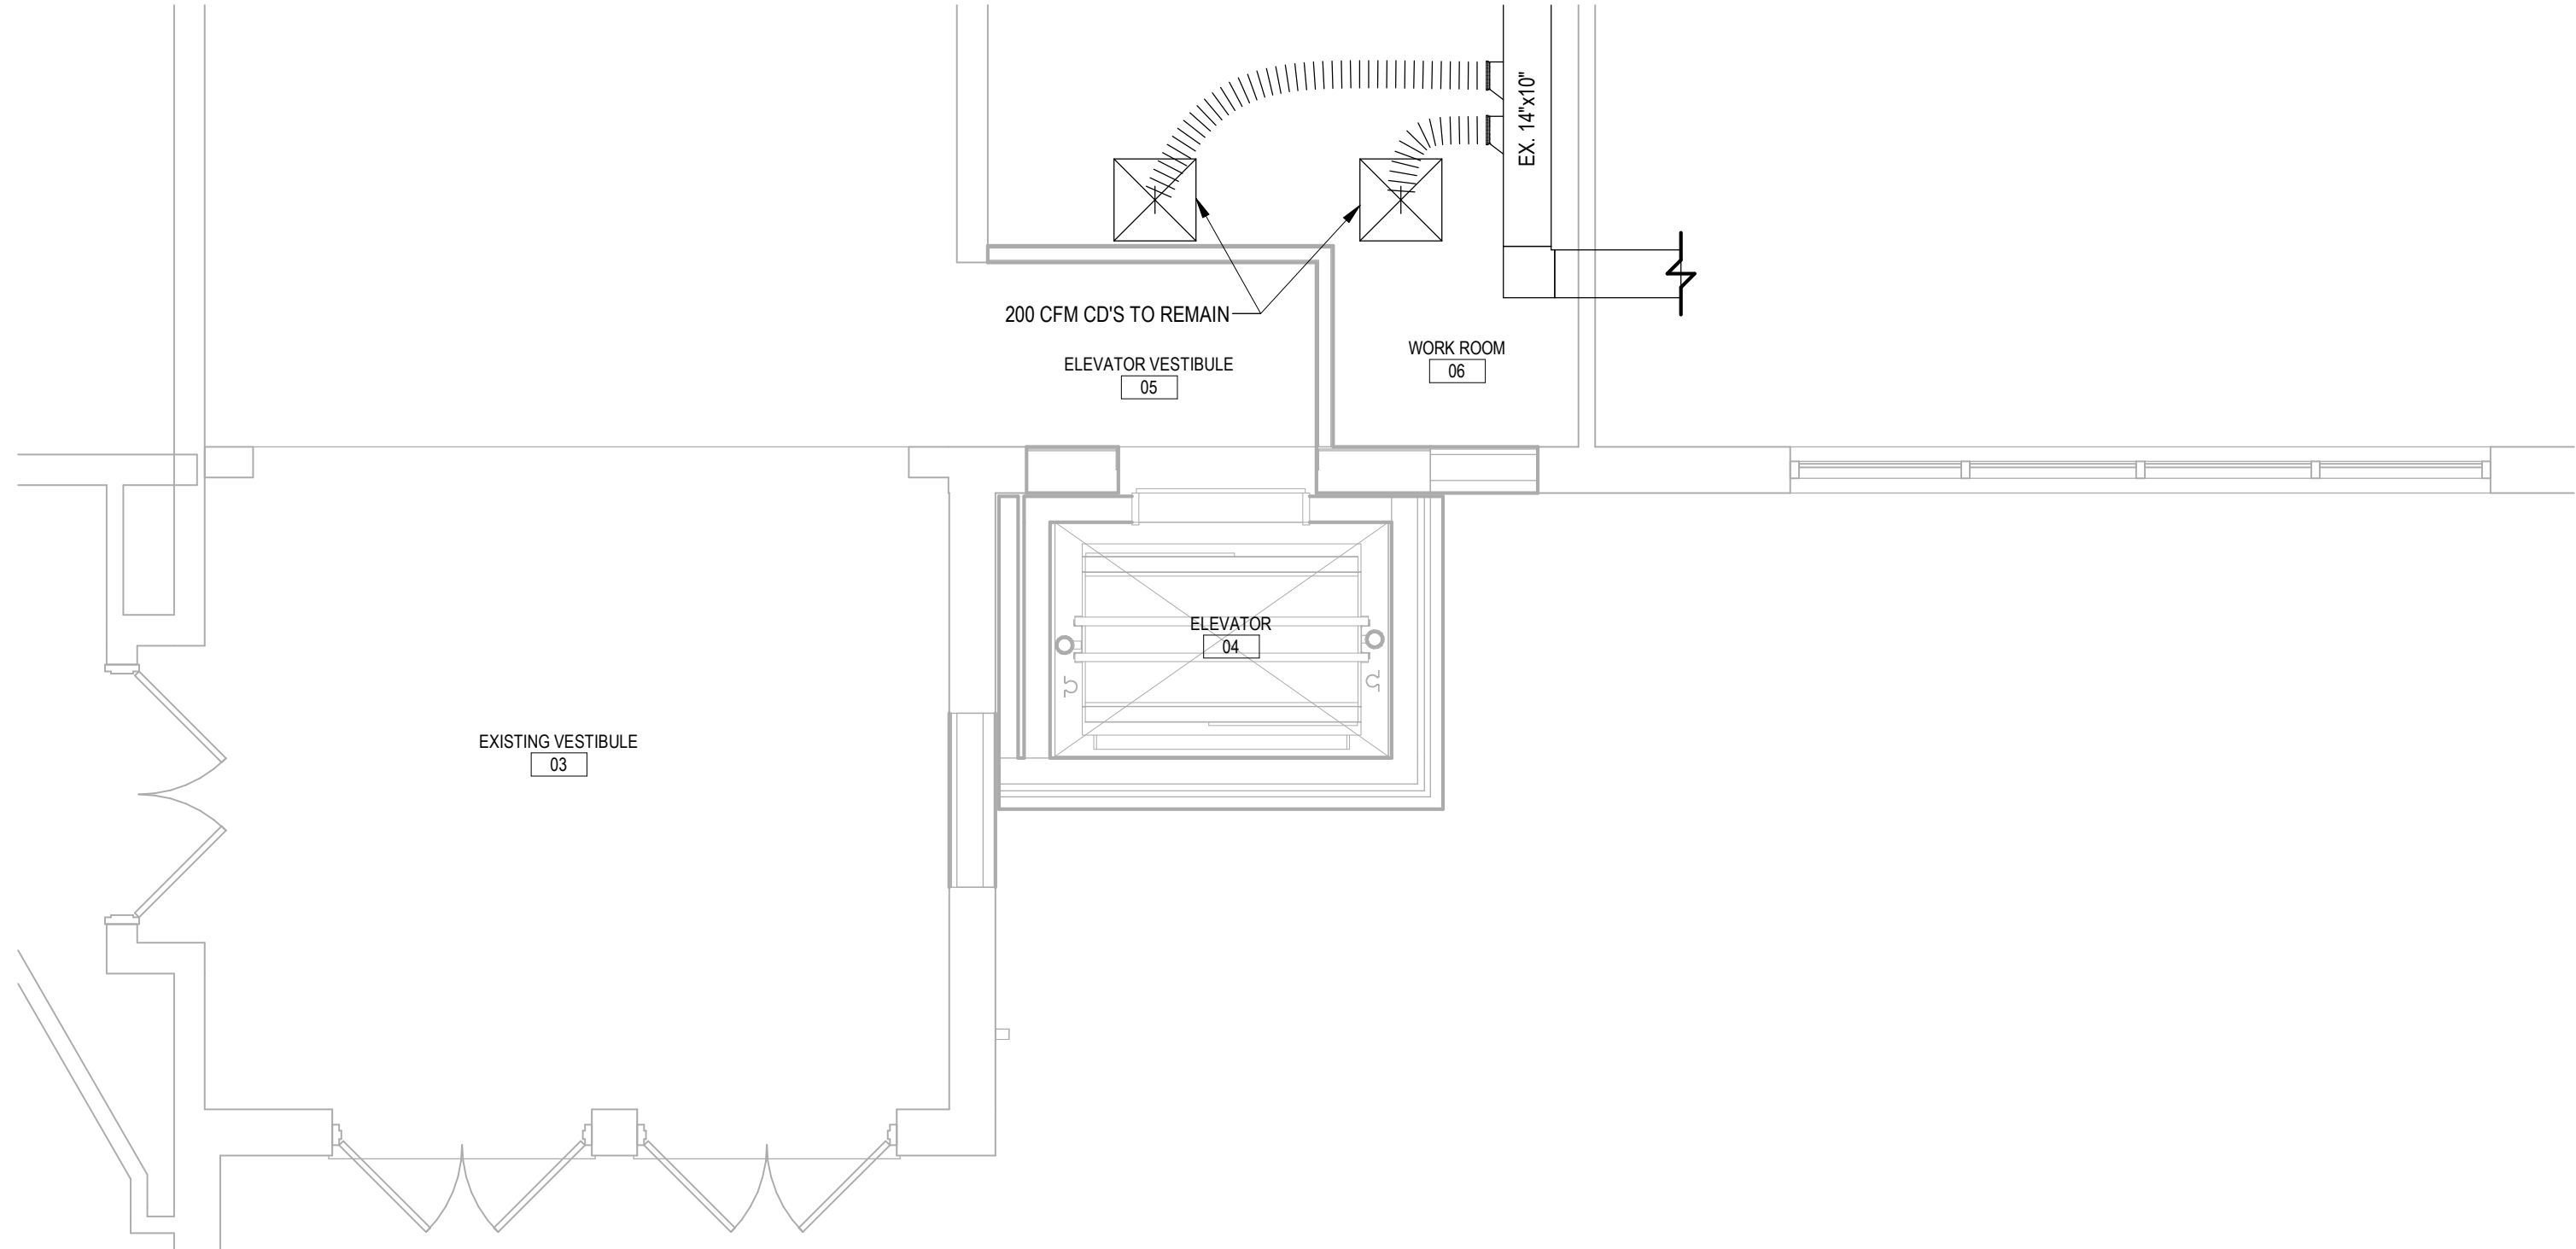 EX. 14"x10"
200 CFM CD'S TO REMAIN
WORK ROOM
06
ELEVATOR VESTIBULE
05
ELEVATOR
04
EXISTING VESTIBULE
03